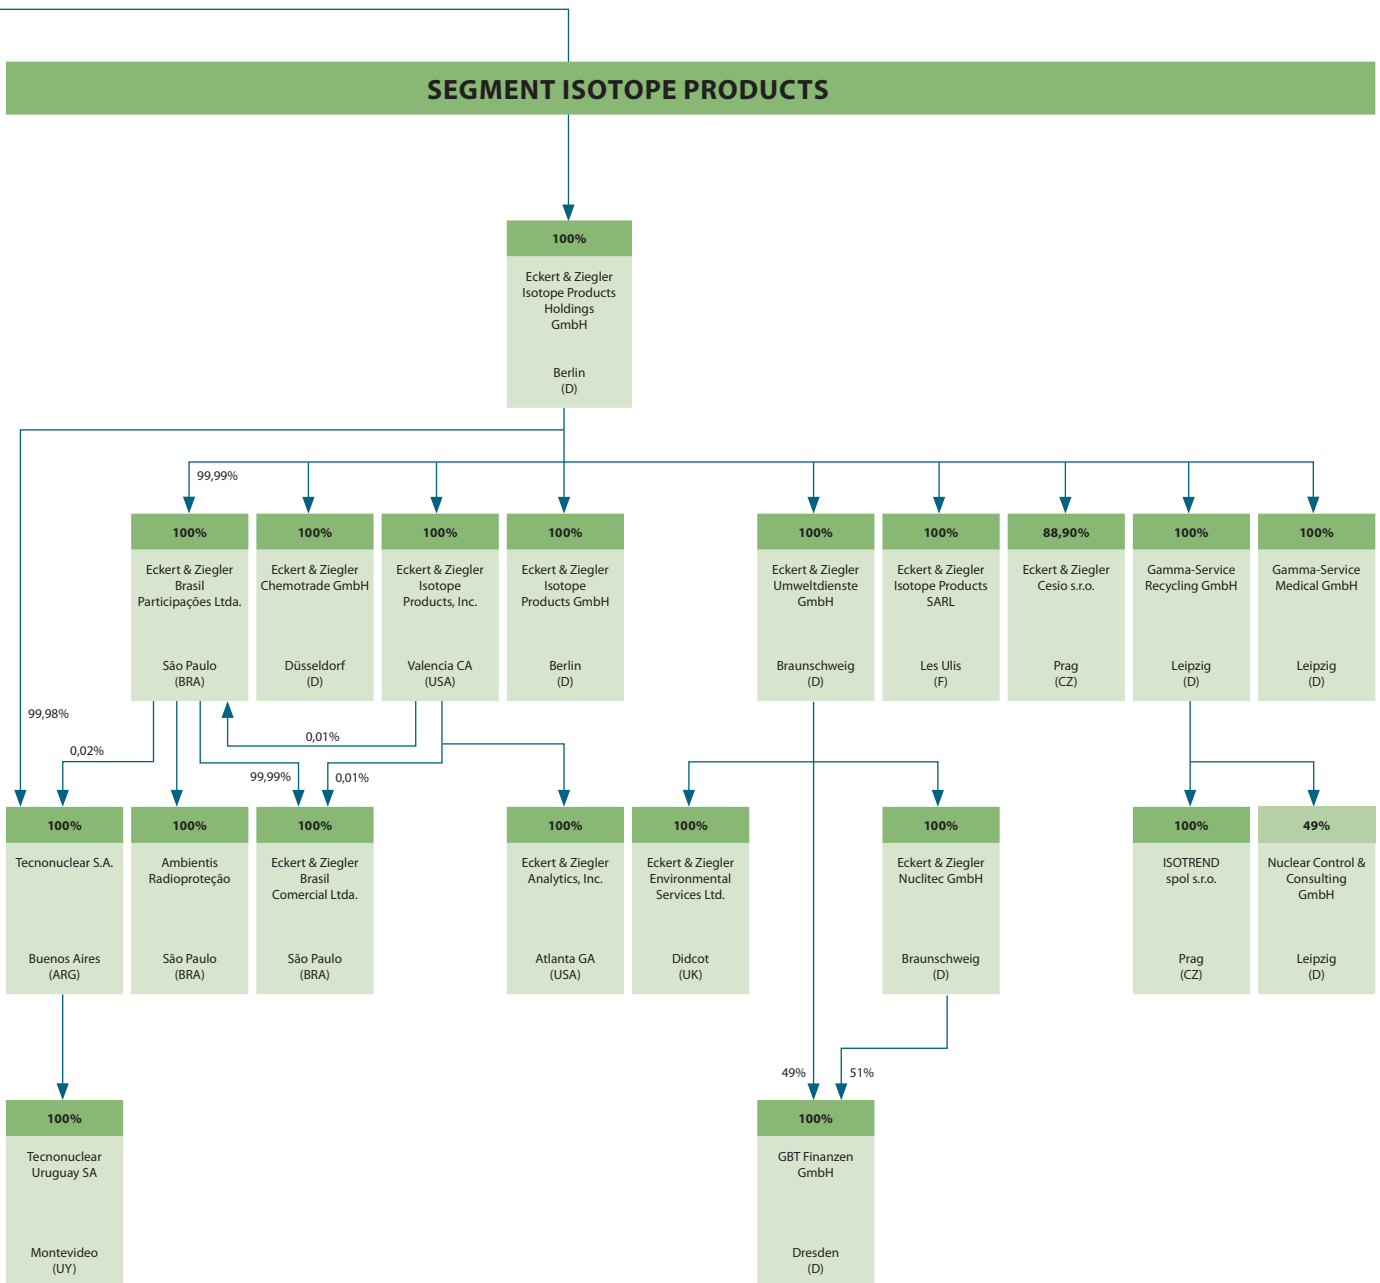 SEGMENT ISOTOPE PRODUCTS
100%
Eckert & Ziegler
Isotope Products
Holdings
GmbH
Berlin
(D)
99,99%
100%
Eckert & Ziegler
Brasil
Participações Ltda.
São Paulo
(BRA)
100%
Eckert & Ziegler
Chemotrade GmbH
Düsseldorf
(D)
100%
Eckert & Ziegler
Isotope
Products, Inc.
Valencia CA
(USA)
100%
Eckert & Ziegler
Isotope
Products GmbH
Berlin
(D)
100%
Eckert & Ziegler
Umweltdienste
GmbH
Braunschweig
(D)
100%
Eckert & Ziegler
Isotope Products
SARL
Les Ulis
(F)
88,90%
Eckert & Ziegler
Cesio s.r.o.
Prag
(CZ)
100%
Gamma-Service
Recycling GmbH
Leipzig
(D)
100%
Gamma-Service
Medical GmbH
Leipzig
(D)
99,98%
0,02%
0,01%
99,99%
0,01%
100%
Tecnonuclear S.A.
Buenos Aires
(ARG)
100%
Ambientis
Radioproteção
São Paulo
(BRA)
100%
Eckert & Ziegler
Brasil
Comercial Ltda.
São Paulo
(BRA)
100%
Eckert & Ziegler
Analytics, Inc.
Atlanta GA
(USA)
100%
Eckert & Ziegler
Environmental
Services Ltd.
Didcot
(UK)
100%
Eckert & Ziegler
Nuclitec GmbH
Braunschweig
(D)
100%
ISOTREND
spol s.r.o.
Prag
(CZ)
49%
Nuclear Control &
Consulting
GmbH
Leipzig
(D)
49%
51%
100%
Tecnonuclear
Uruguay SA
Montevideo
(UY)
100%
GBT Finanzen
GmbH
Dresden
(D)